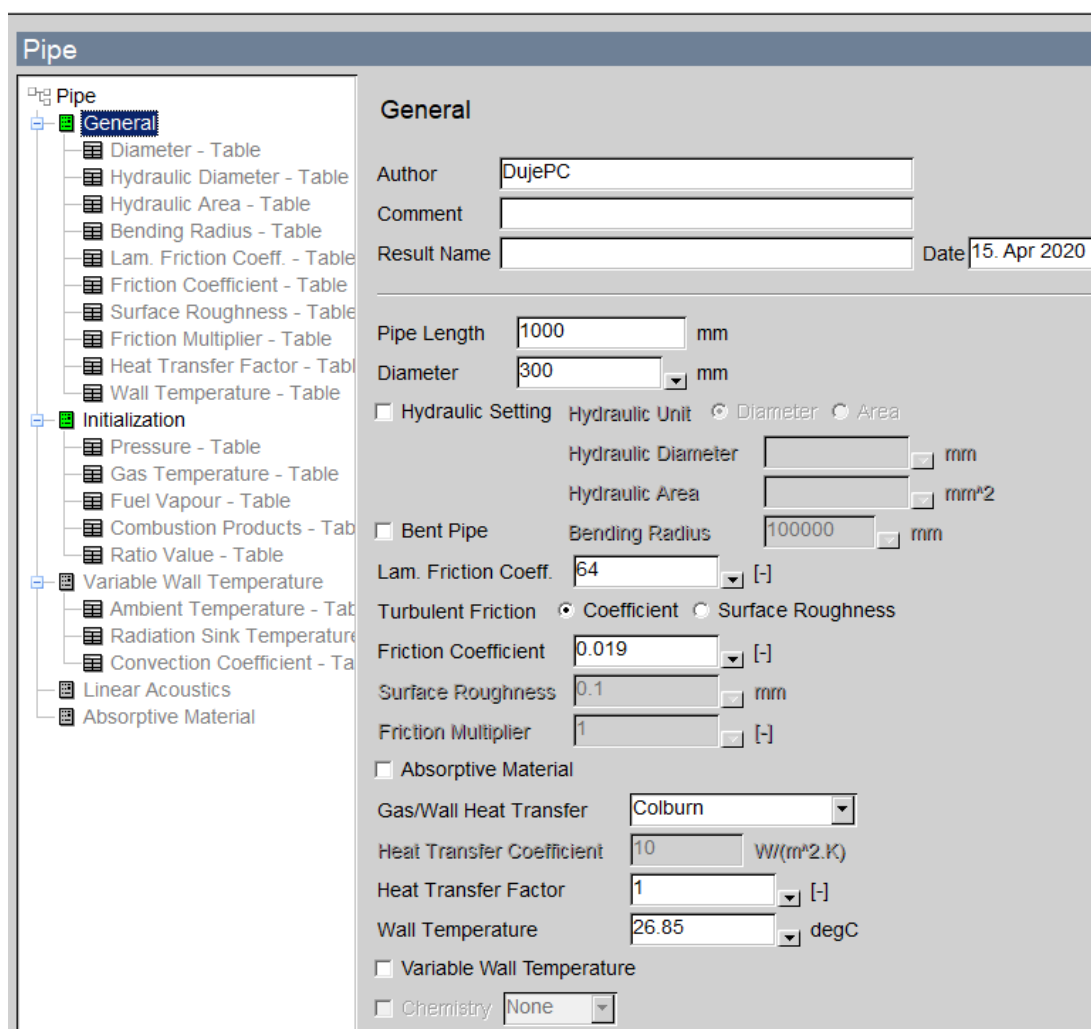 Pipe
Pipe
General
Diameter - Table
Hydraulic Diameter - Table
Hydraulic Area - Table
Bending Radius - Table
Lam. Friction Coeff. - Table
Friction Coefficient - Table
Surface Roughness - Table
Friction Multiplier - Table
Heat Transfer Factor - Tabl
Wall Temperature - Table
Initialization
Pressure - Table
Gas Temperature - Table
Fuel Vapour - Table
Combustion Products - Tab
Ratio Value - Table
Variable Wall Temperature
Ambient Temperature - Tab
Radiation Sink Temperature
Convection Coefficient - Ta
Linear Acoustics
Absorptive Material
General
Author DujePC
Comment
Result Name Date 15. Apr 2020
Pipe Length 1000 mm
Diameter 300 mm
Hydraulic Setting Hydraulic Unit Diameter Area
Hydraulic Diameter mm
Hydraulic Area mm^2
Bent Pipe Bending Radius 100000 mm
Lam. Friction Coeff. 64 [-]
Turbulent Friction Coefficient Surface Roughness
Friction Coefficient 0.019 [-]
Surface Roughness 0.1 mm
Friction Multiplier 1 [-]
Absorptive Material
Gas/Wall Heat Transfer Colburn
Heat Transfer Coefficient 10 W/(m^2.K)
Heat Transfer Factor 1 [-]
Wall Temperature 26.85 degC
Variable Wall Temperature
Chemistry None